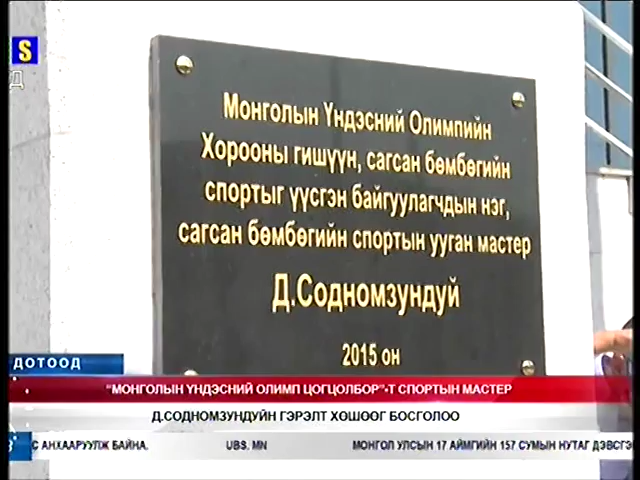 S
Д
Монголын Үндэсний Олимпийн
Хорооны гишүүн, сагсан бөмбөгийн
спортыг үүсгэн байгуулагчдын нэг,
сагсан бөмбөгийн спортын ууган мастер
Д.Содномзундуй
2015 он
ДОТООД
"МОНГОЛЫН ҮНДЭСНИЙ ОЛИМП ЦОГЦОЛБОР"-Т СПОРТЫН МАСТЕР
Д.СОДНОМЗУНДУЙН ГЭРЭЛТ ХӨШӨӨГ БОСГОЛОО
С АНХААРУУЛЖ БАЙНА. UBS. MN МОНГОЛ УЛСЫН 17 АЙМГИЙН 157 СУМЫН НУТАГ ДЭВСГЭ